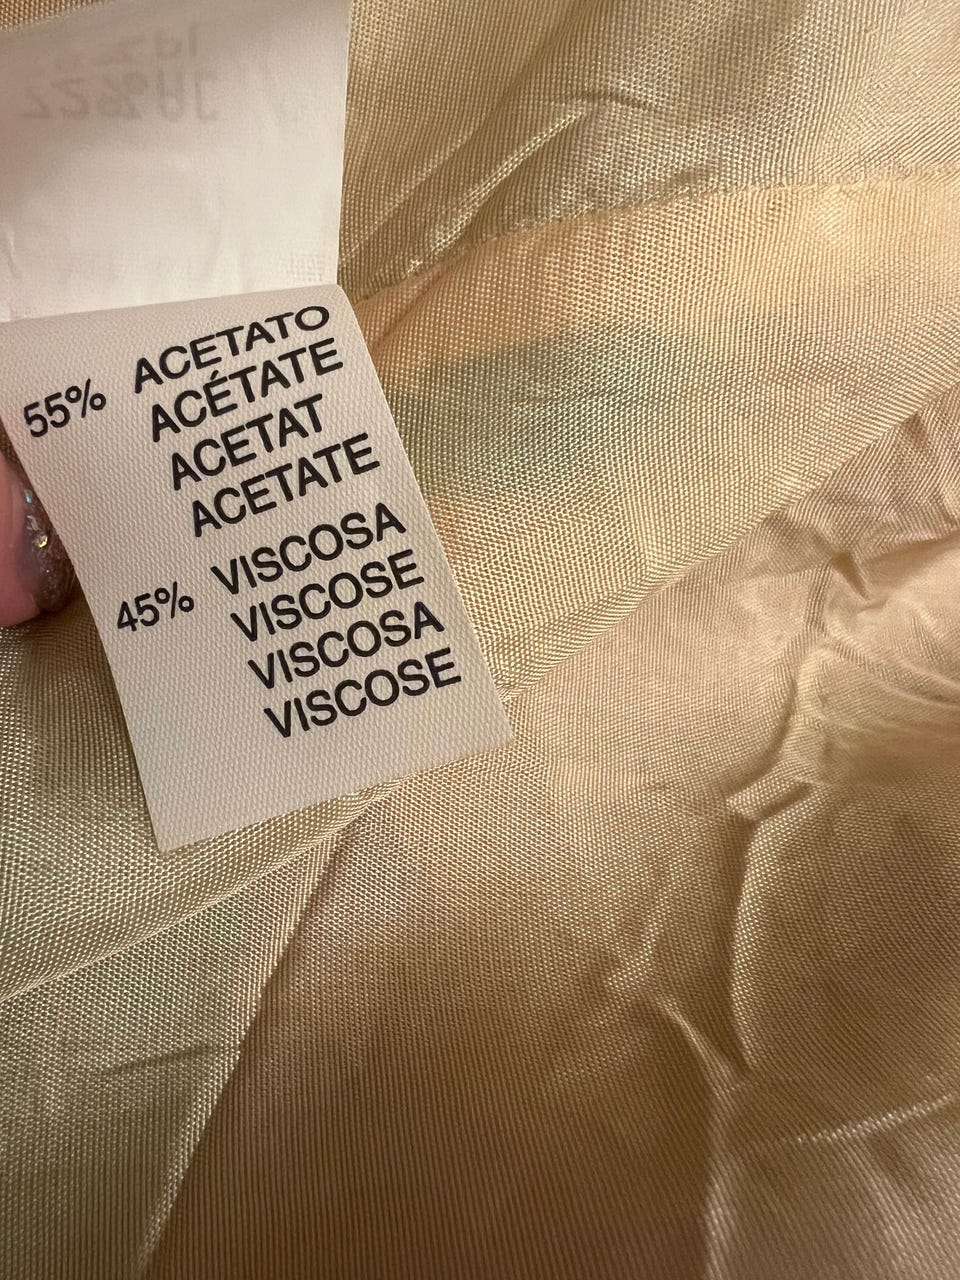 55% ACETATO
ACÉTATE
ACETAT
ACETATE
45% VISCOSA
VISCOSE
VISCOSA
VISCOSE